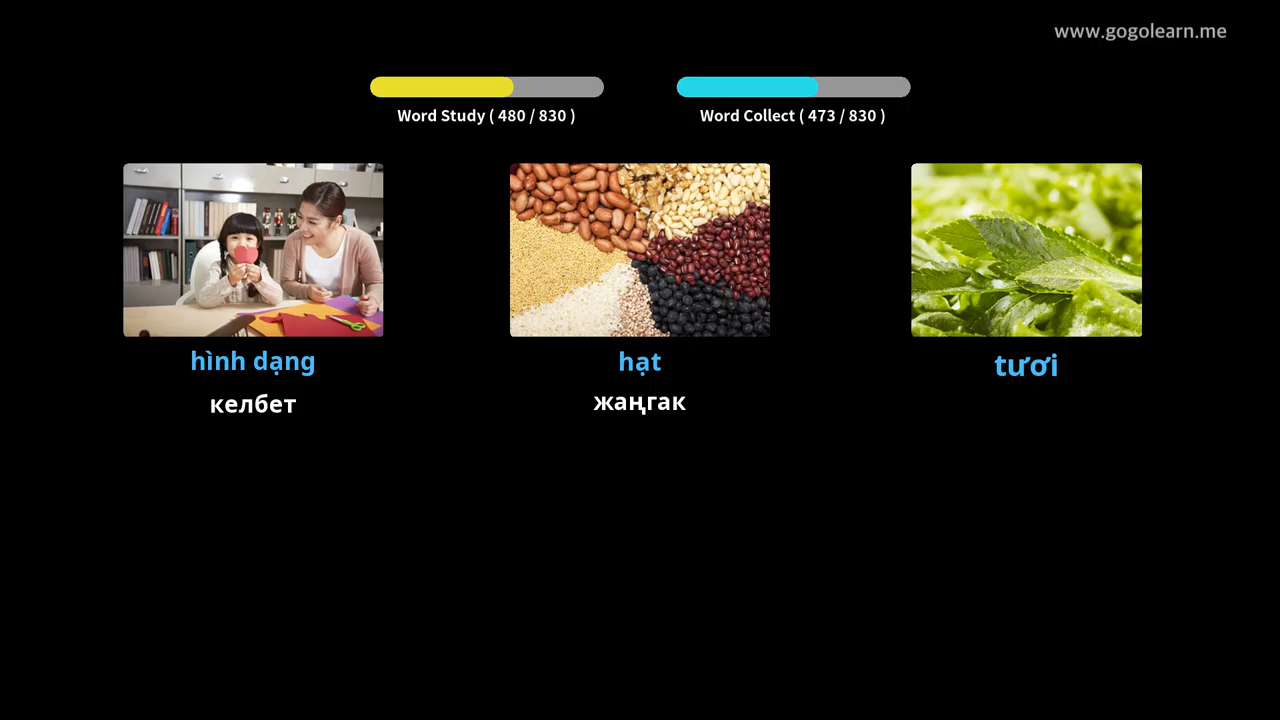 www.gogolearn.me
Word Study ( 480 / 830 )
Word Collect ( 473 / 830 )
hình dạng
hạt
tươi
келбет
жаңгак